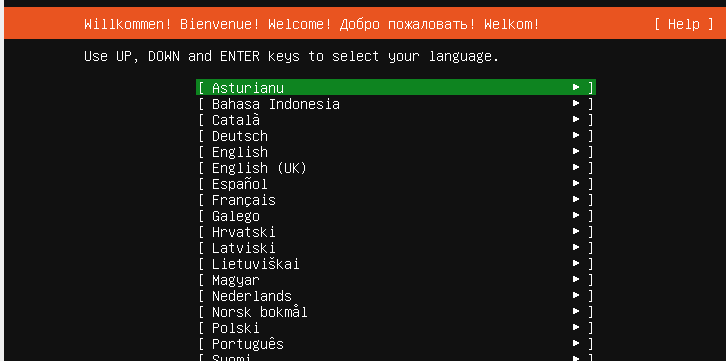 Willkommen! Bienvenue! Welcome! Добро пожаловать! Welkom! [ Help ]
Use UP, DOWN and ENTER keys to select your language.
[ Asturianu ► ]
[ Bahasa Indonesia ► ]
[ Català ► ]
[ Deutsch ► ]
[ English ► ]
[ English (UK) ► ]
[ Español ► ]
[ Français ► ]
[ Galego ► ]
[ Hrvatski ► ]
[ Latviski ► ]
[ Lietuviškai ► ]
[ Magyar ► ]
[ Nederlands ► ]
[ Norsk bokmål ► ]
[ Polski ► ]
[ Português ► ]
[ Suomi ► ]